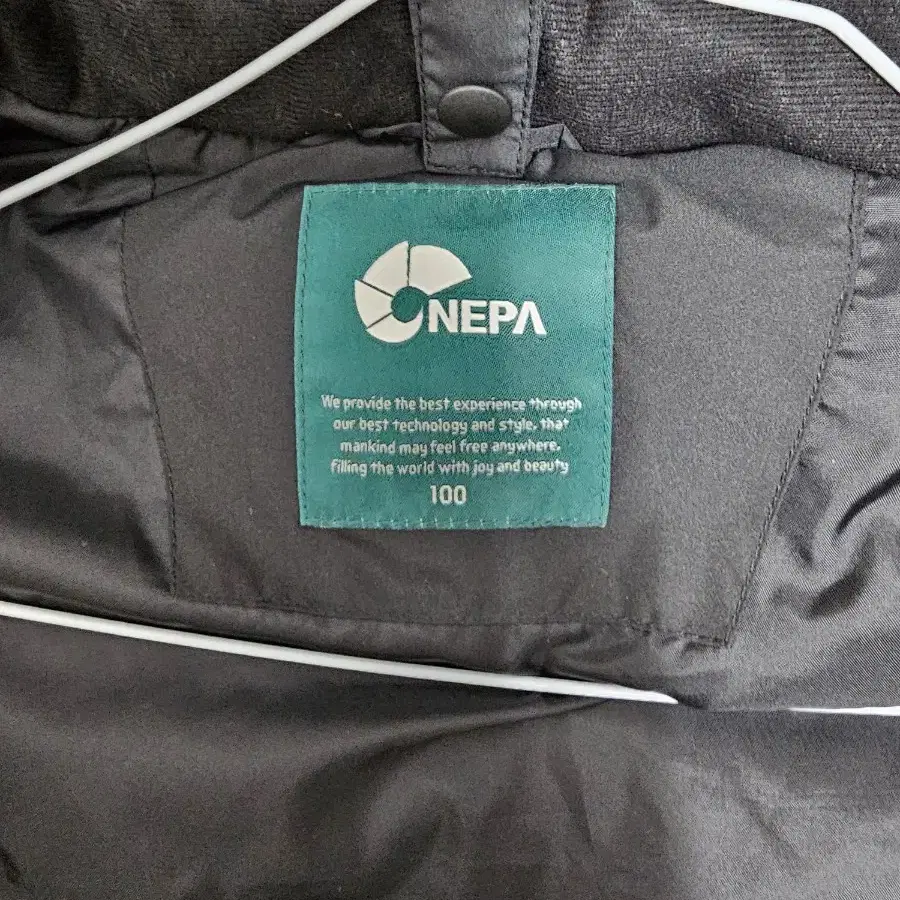 NEPA
We provide the best experience through
our best technology and style, that
mankind may feel free anywhere,
filling the world with joy and beauty
100